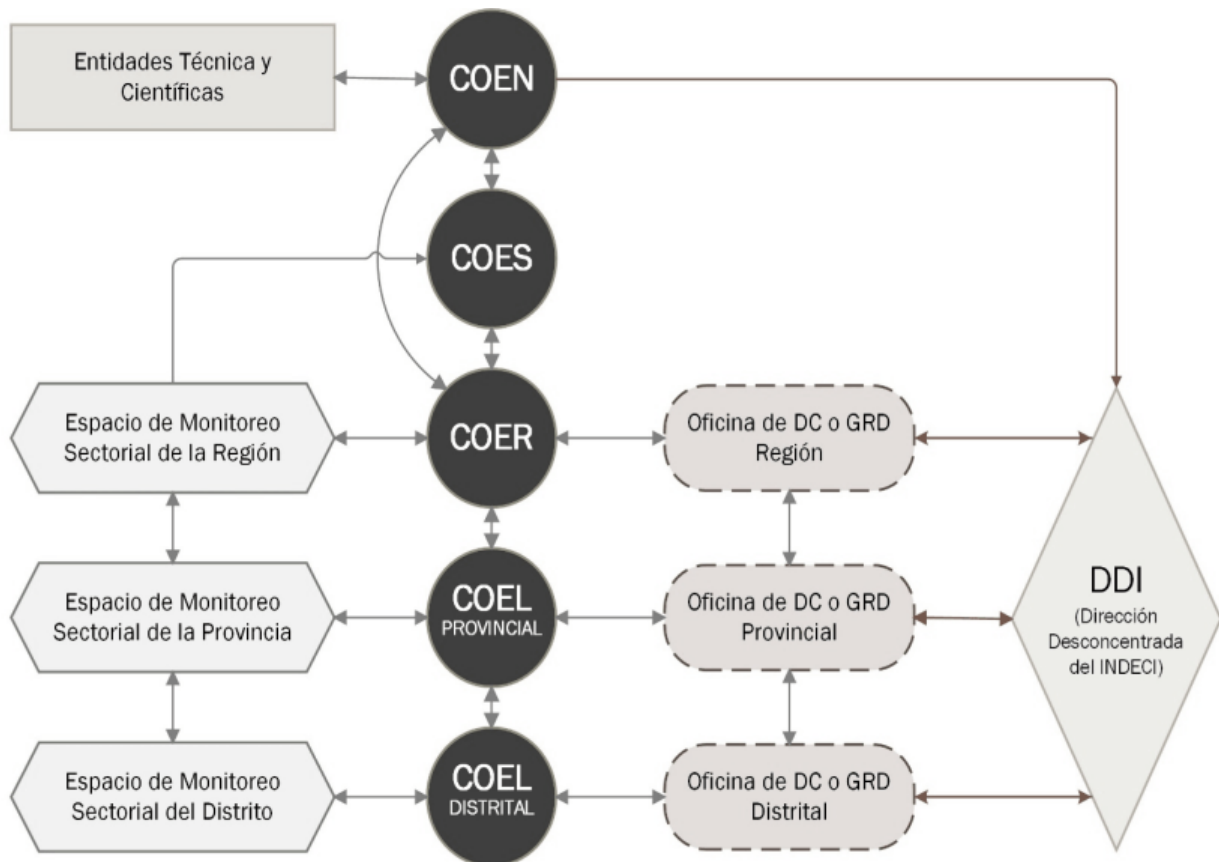 Entidades Técnica y
Científicas
COEN
COES
Espacio de Monitoreo
Sectorial de la Región
COER
Oficina de DC o GRD
Región
Espacio de Monitoreo
Sectorial de la Provincia
COEL
PROVINCIAL
Oficina de DC o GRD
Provincial
DDI
(Dirección
Desconcentrada
del INDECI)
Espacio de Monitoreo
Sectorial del Distrito
COEL
DISTRITAL
Oficina de DC o GRD
Distrital